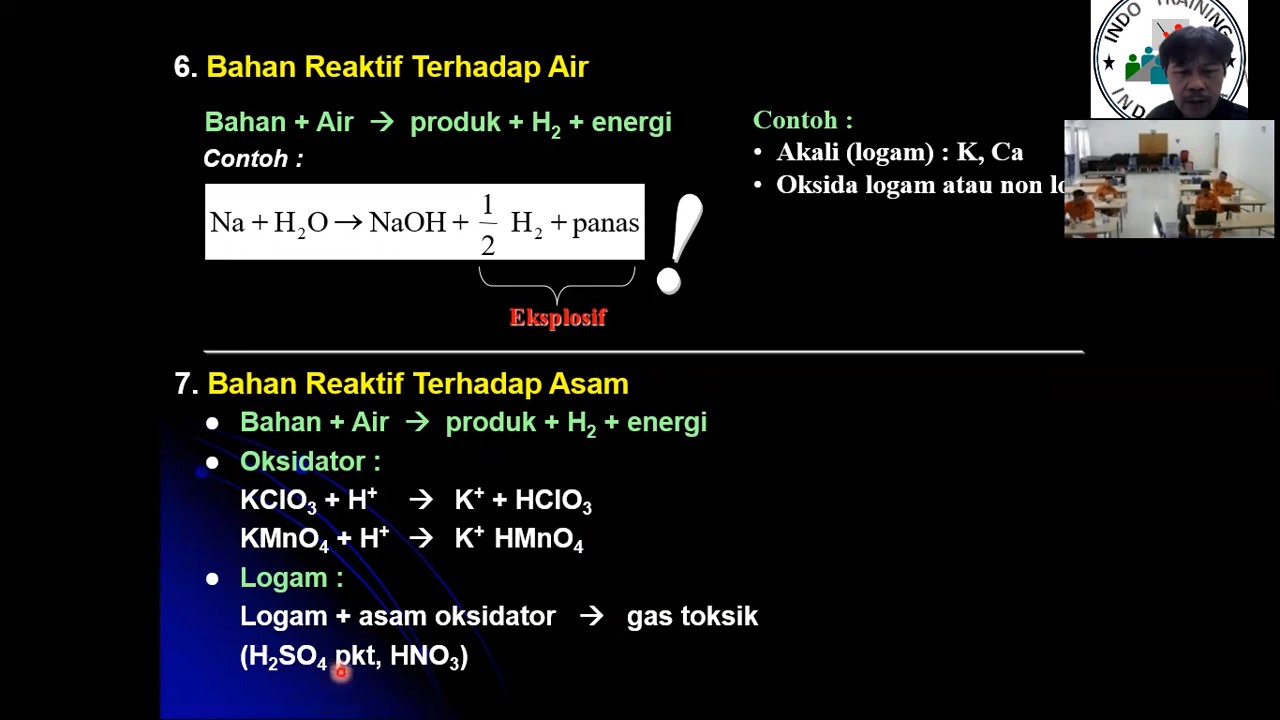 6. Bahan Reaktif Terhadap Air
Bahan + Air → produk + H₂ + energi
Contoh :
Na + H₂O → NaOH + 1/2 H₂ + panas
!
Eksplosif
Contoh :
• Akali (logam) : K, Ca
• Oksida logam atau non
INDO TRAINING
7. Bahan Reaktif Terhadap Asam
● Bahan + Air → produk + H₂ + energi
● Oksidator :
KClO₃ + H⁺ → K⁺ + HClO₃
KMnO₄ + H⁺ → K⁺ HMnO₄
● Logam :
Logam + asam oksidator → gas toksik
(H₂SO₄ pkt, HNO₃)